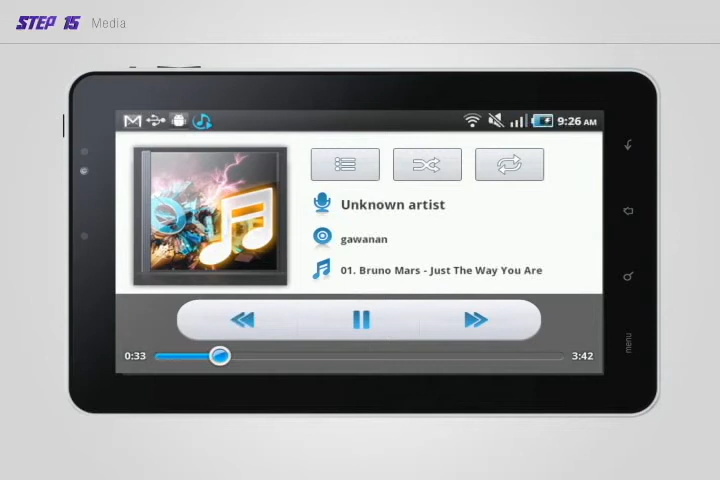 STEP 15 Media
9:26 AM
Unknown artist
gawanan
01. Bruno Mars - Just The Way You Are
0:33
3:42
menu